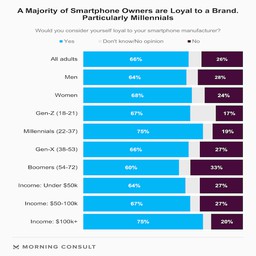 A Majority of Smartphone Owners are Loyal to a Brand.
Particularly Millennials
Would you consider yourself loyal to your smartphone manufacturer?
Yes Don't know/No opinion No
All adults 66% 26%
Men 64% 28%
Women 68% 24%
Gen-Z (18-21) 67% 17%
Millennials (22-37) 75% 19%
Gen-X (38-53) 66% 27%
Boomers (54-72) 60% 33%
Income: Under $50k 64% 27%
Income: $50-100k 67% 27%
Income: $100k+ 75% 20%
MORNING CONSULT